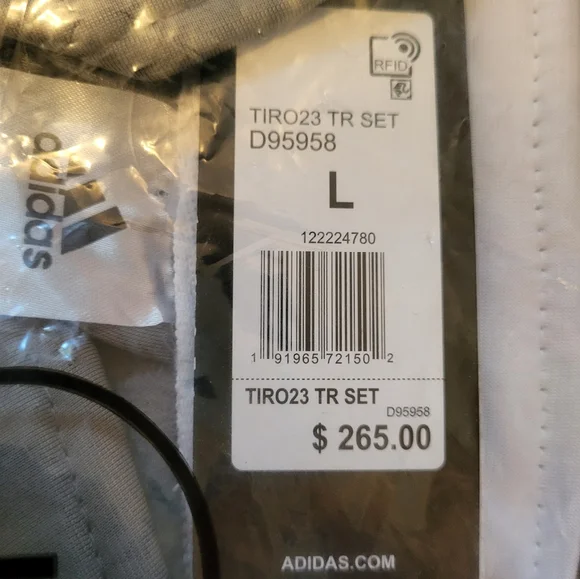 RFID
TIRO23 TR SET
D95958
L
122224780
1 91965 72150 2
TIRO23 TR SET
D95958
$ 265.00
ADIDAS.COM
adidas